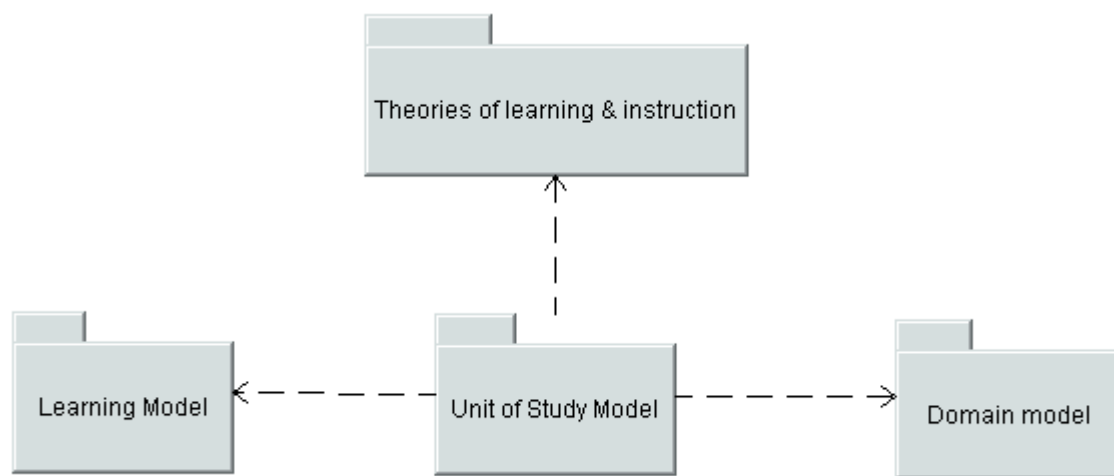 Theories of learning & instruction
Learning Model
Unit of Study Model
Domain model